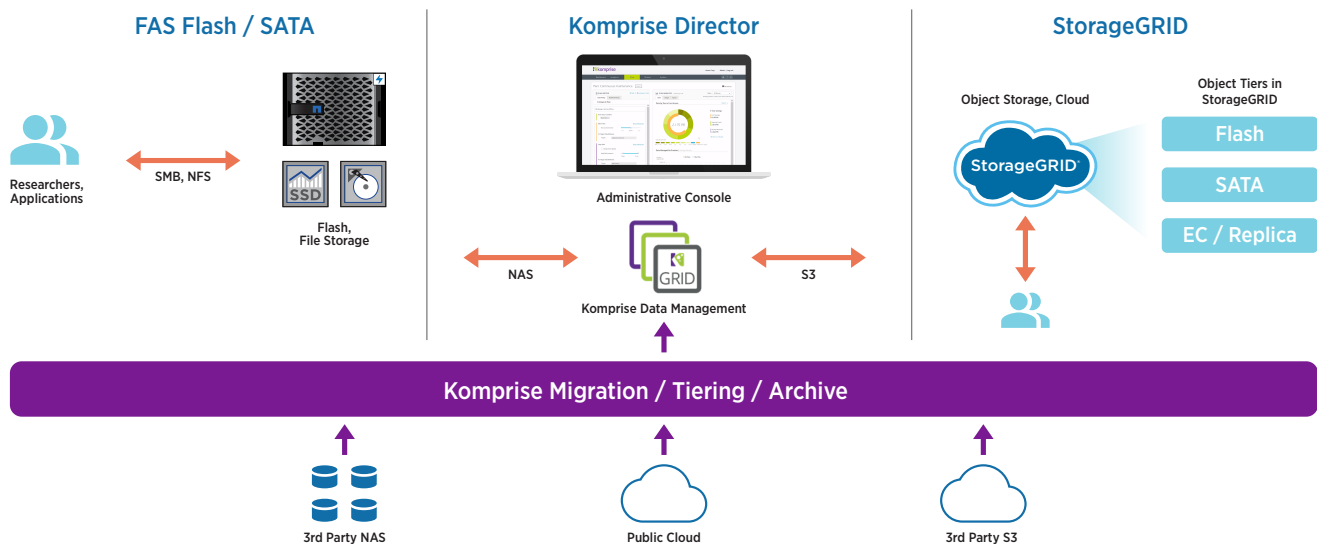 FAS Flash / SATA
Komprise Director
StorageGRID
Researchers,
Applications
SMB, NFS
SSD
Flash,
File Storage
komprise
Administrative Console
NAS
GRID
S3
Komprise Data Management
Object Storage, Cloud
StorageGRID®
Object Tiers in
StorageGRID
Flash
SATA
EC / Replica
Komprise Migration / Tiering / Archive
3rd Party NAS
Public Cloud
3rd Party S3